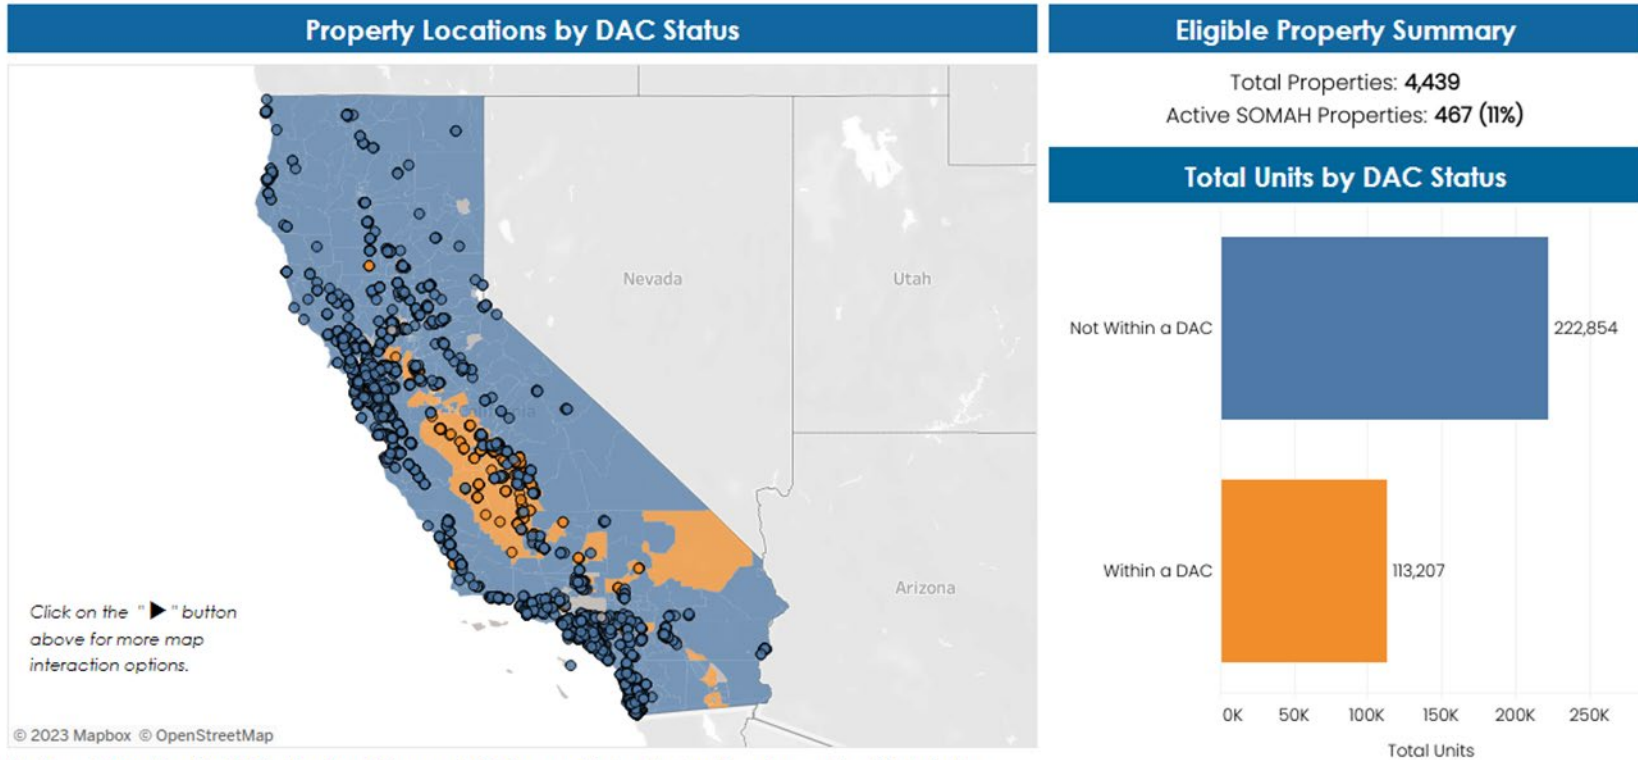 Property Locations by DAC Status
Nevada
Utah
California
Arizona
Click on the "▶" button
above for more map
interaction options.
© 2023 Mapbox © OpenStreetMap
Eligible Property Summary
Total Properties: 4,439
Active SOMAH Properties: 467 (11%)
Total Units by DAC Status
Not Within a DAC
222,854
Within a DAC
113,207
0K 50K 100K 150K 200K 250K
Total Units